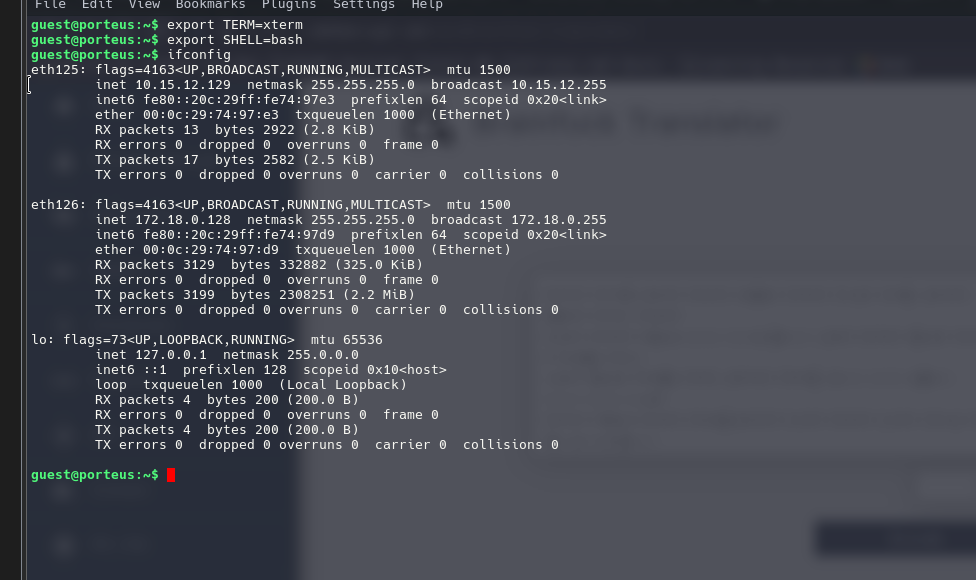 File Edit View Bookmarks Plugins Settings Help
guest@porteus:~$ export TERM=xterm
guest@porteus:~$ export SHELL=bash
guest@porteus:~$ ifconfig
eth125: flags=4163<UP,BROADCAST,RUNNING,MULTICAST>  mtu 1500
        inet 10.15.12.129  netmask 255.255.255.0  broadcast 10.15.12.255
        inet6 fe80::20c:29ff:fe74:97e3  prefixlen 64  scopeid 0x20<link>
        ether 00:0c:29:74:97:e3  txqueuelen 1000  (Ethernet)
        RX packets 13  bytes 2922 (2.8 KiB)
        RX errors 0  dropped 0  overruns 0  frame 0
        TX packets 17  bytes 2582 (2.5 KiB)
        TX errors 0  dropped 0 overruns 0  carrier 0  collisions 0

eth126: flags=4163<UP,BROADCAST,RUNNING,MULTICAST>  mtu 1500
        inet 172.18.0.128  netmask 255.255.255.0  broadcast 172.18.0.255
        inet6 fe80::20c:29ff:fe74:97d9  prefixlen 64  scopeid 0x20<link>
        ether 00:0c:29:74:97:d9  txqueuelen 1000  (Ethernet)
        RX packets 3129  bytes 332882 (325.0 KiB)
        RX errors 0  dropped 0  overruns 0  frame 0
        TX packets 3199  bytes 2308251 (2.2 MiB)
        TX errors 0  dropped 0 overruns 0  carrier 0  collisions 0

lo: flags=73<UP,LOOPBACK,RUNNING>  mtu 65536
        inet 127.0.0.1  netmask 255.0.0.0
        inet6 ::1  prefixlen 128  scopeid 0x10<host>
        loop  txqueuelen 1000  (Local Loopback)
        RX packets 4  bytes 200 (200.0 B)
        RX errors 0  dropped 0  overruns 0  frame 0
        TX packets 4  bytes 200 (200.0 B)
        TX errors 0  dropped 0 overruns 0  carrier 0  collisions 0

guest@porteus:~$